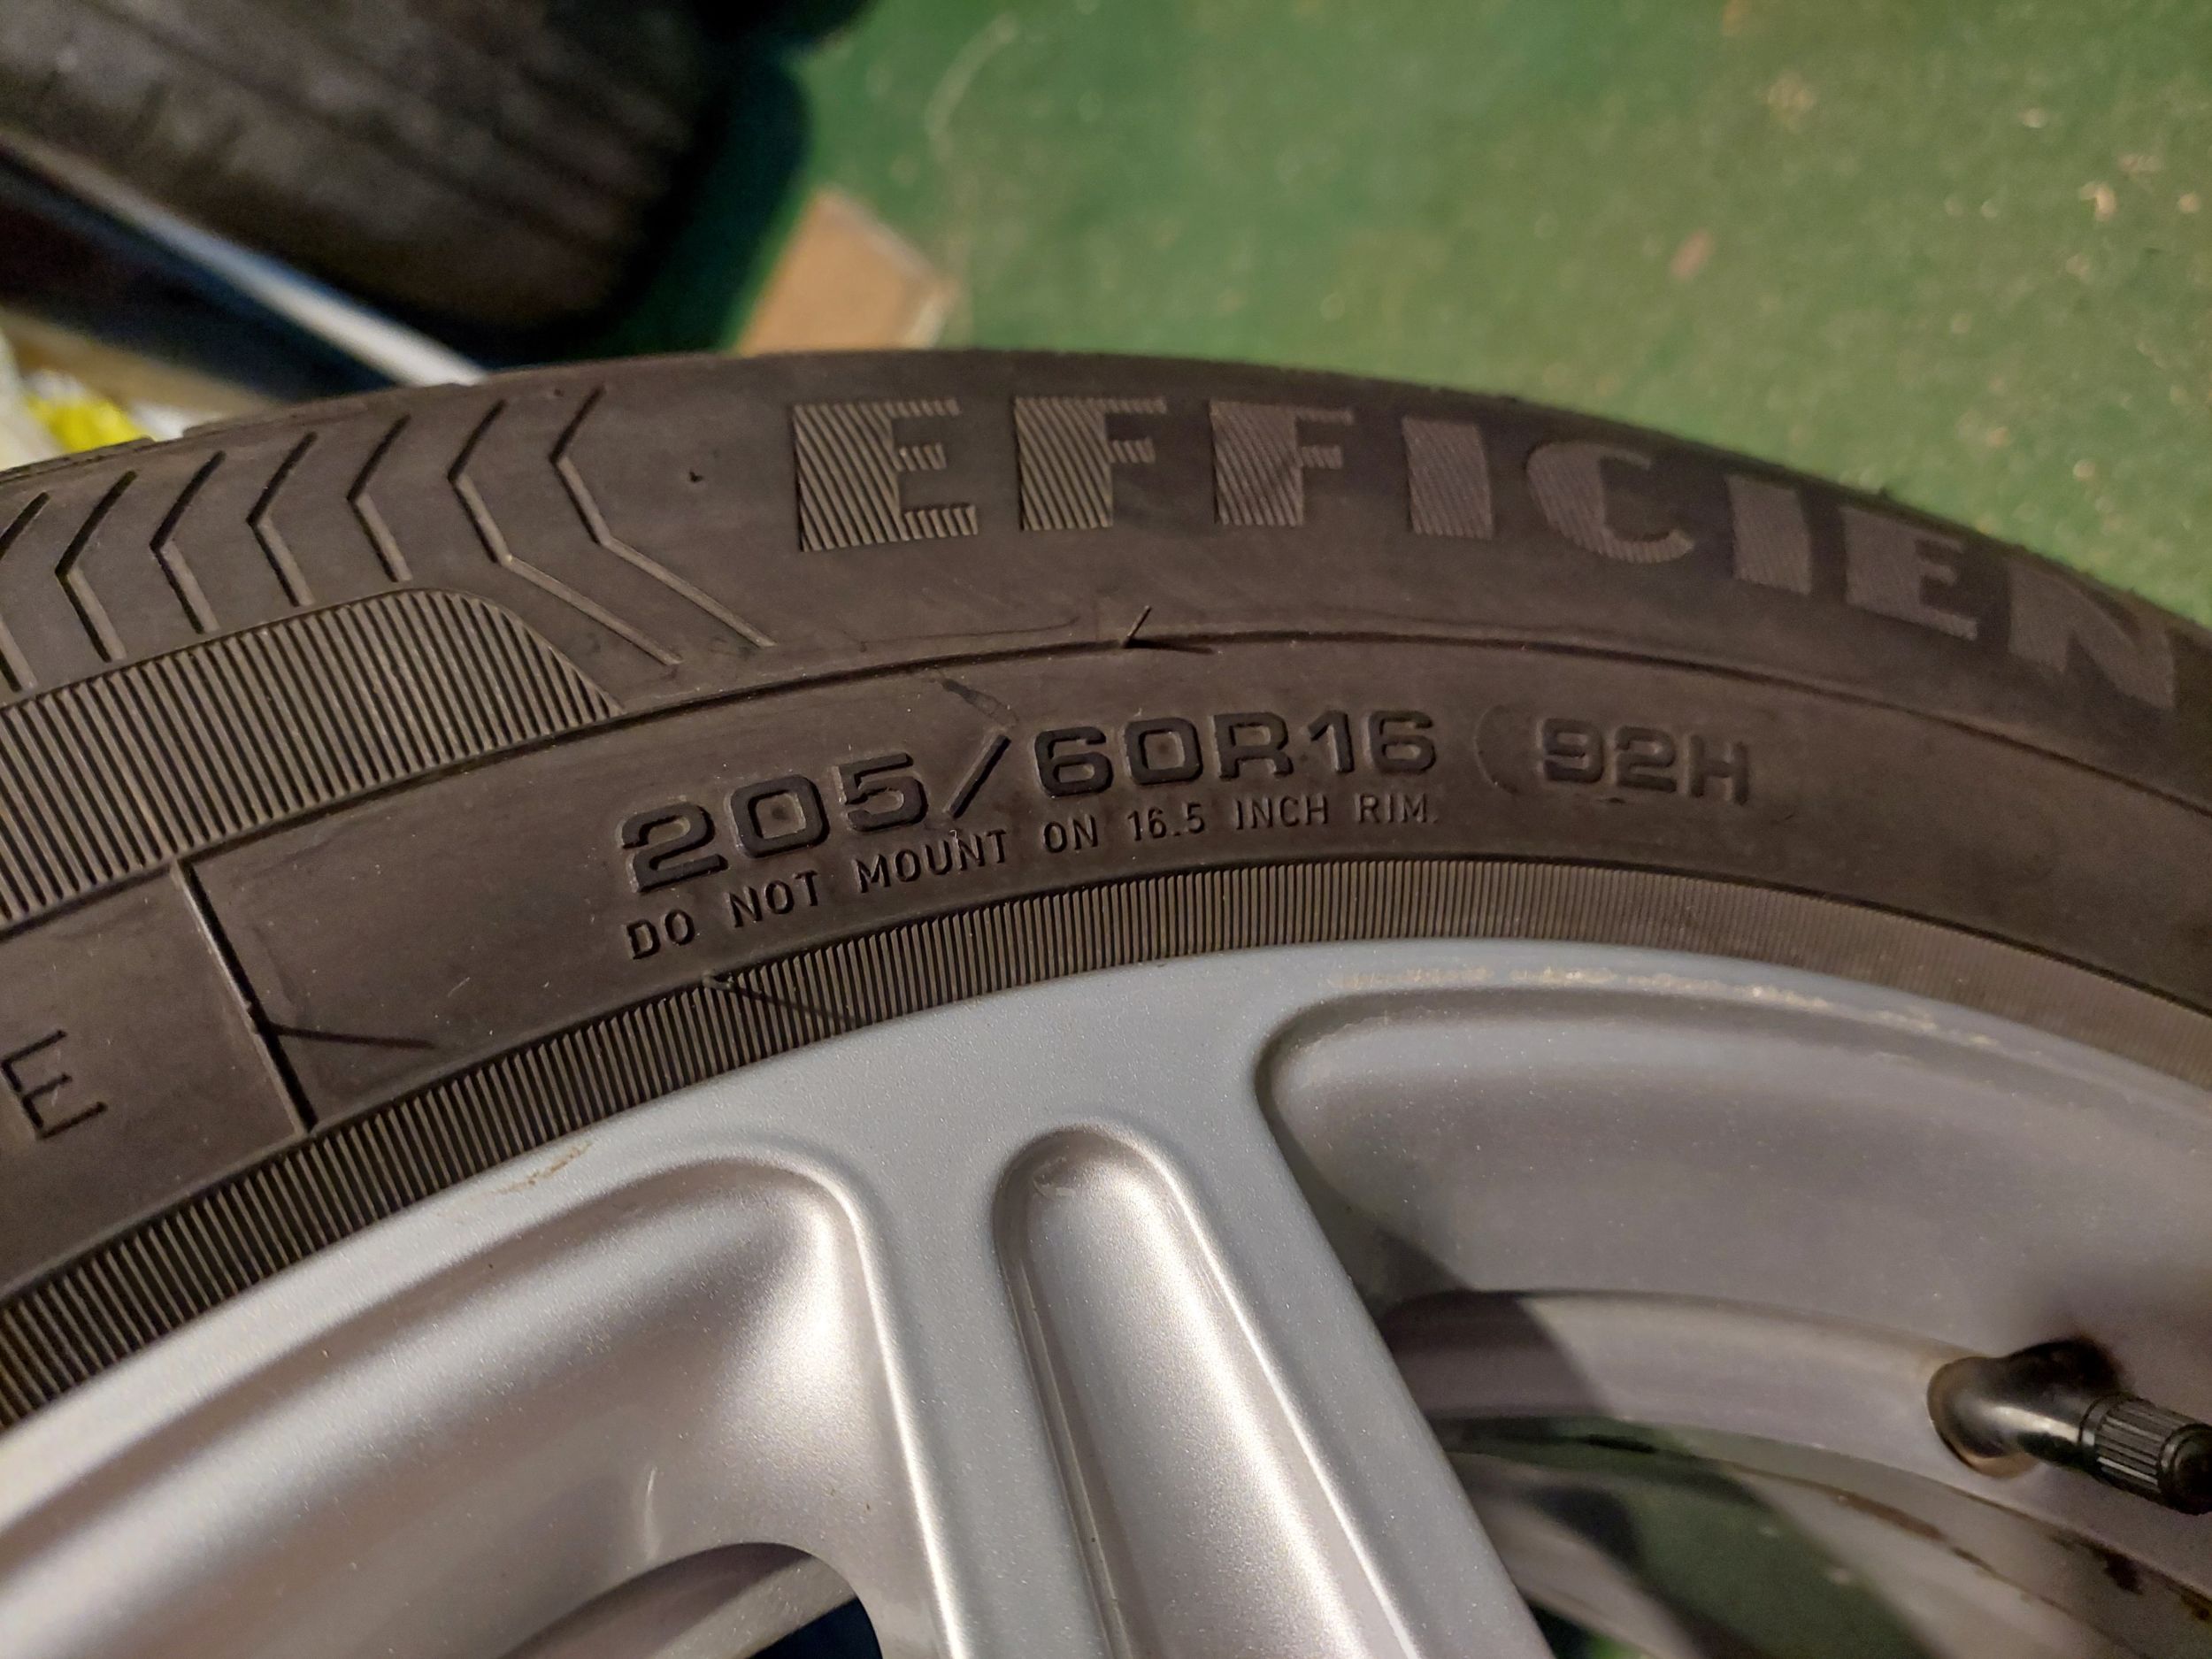 EFFICIEN
205/60R16 92H
DO NOT MOUNT ON 16.5 INCH RIM.
E